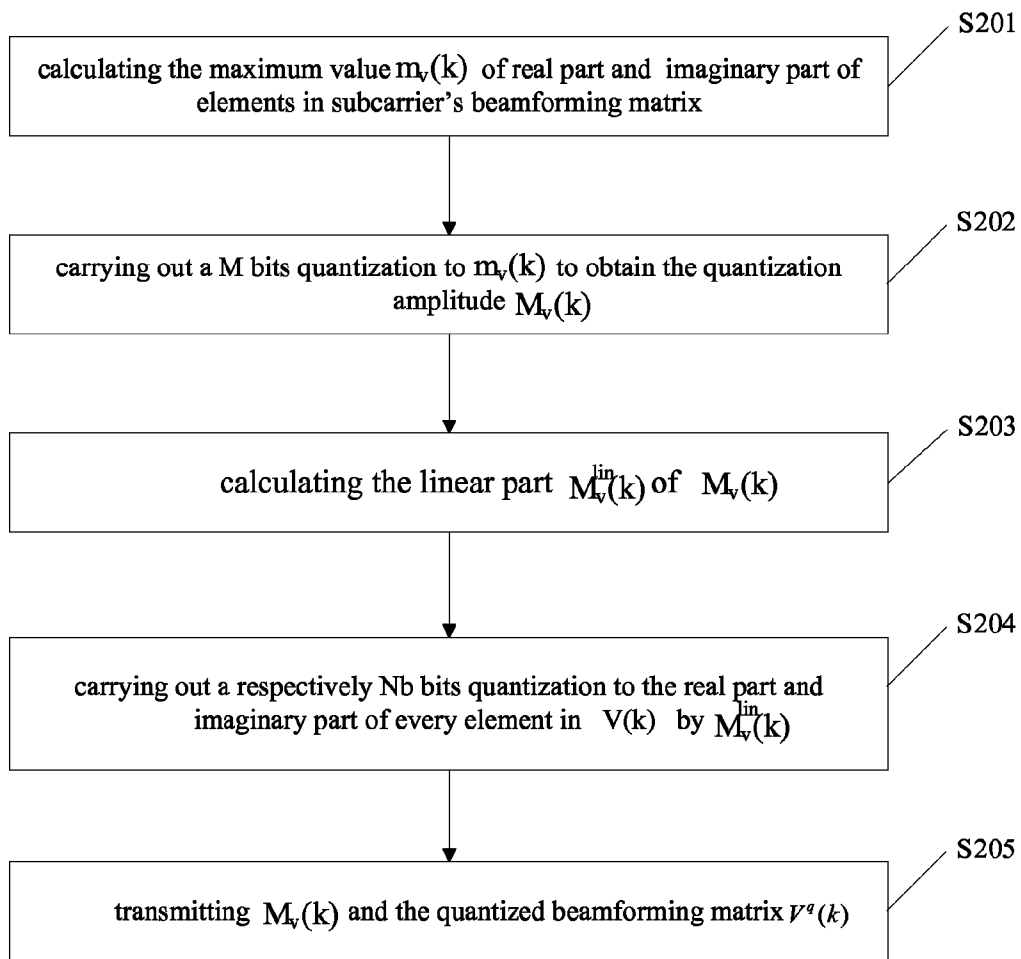 S201
calculating the maximum value m_v(k) of real part and imaginary part of
elements in subcarrier's beamforming matrix
S202
carrying out a M bits quantization to m_v(k) to obtain the quantization
amplitude M_v(k)
S203
calculating the linear part M_v^lin(k) of M_v(k)
S204
carrying out a respectively Nb bits quantization to the real part and
imaginary part of every element in V(k) by M_v^lin(k)
S205
transmitting M_v(k) and the quantized beamforming matrix V^q(k)